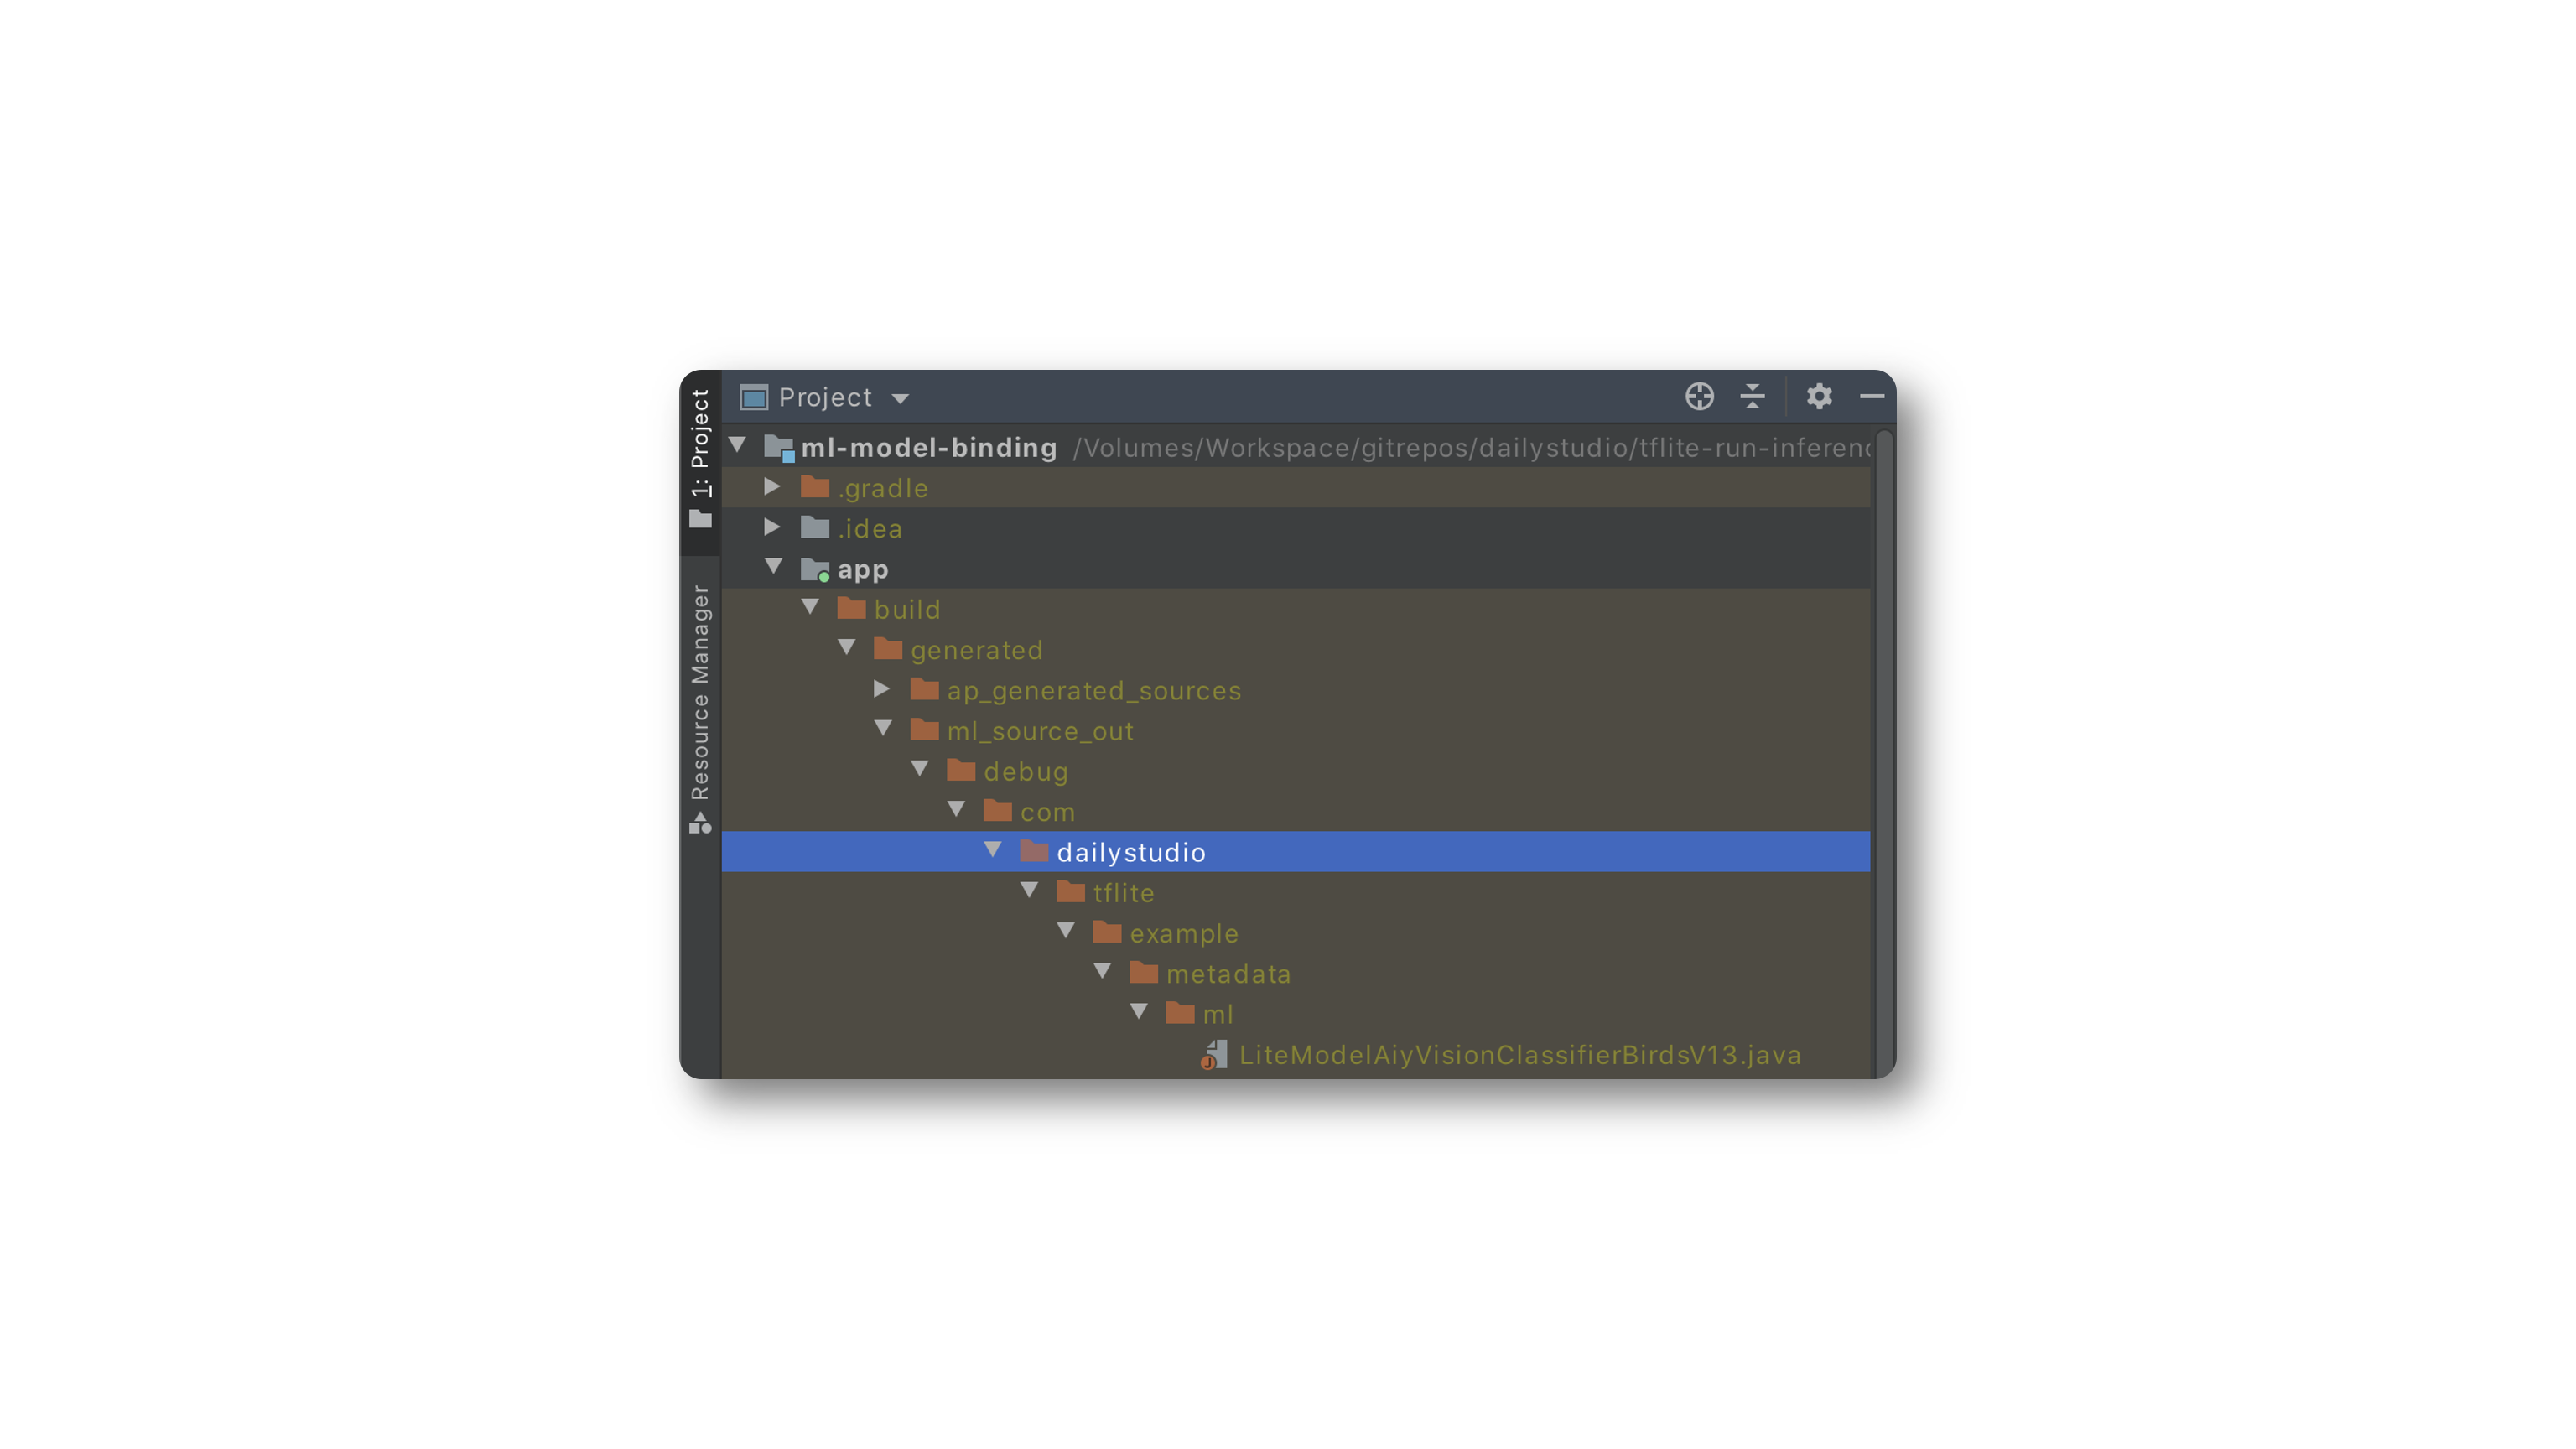 1: Project
Resource Manager
Project
ml-model-binding /Volumes/Workspace/gitrepos/dailystudio/tflite-run-inferenc
.gradle
.idea
app
build
generated
ap_generated_sources
ml_source_out
debug
com
dailystudio
tflite
example
metadata
ml
LiteModelAiyVisionClassifierBirdsV13.java